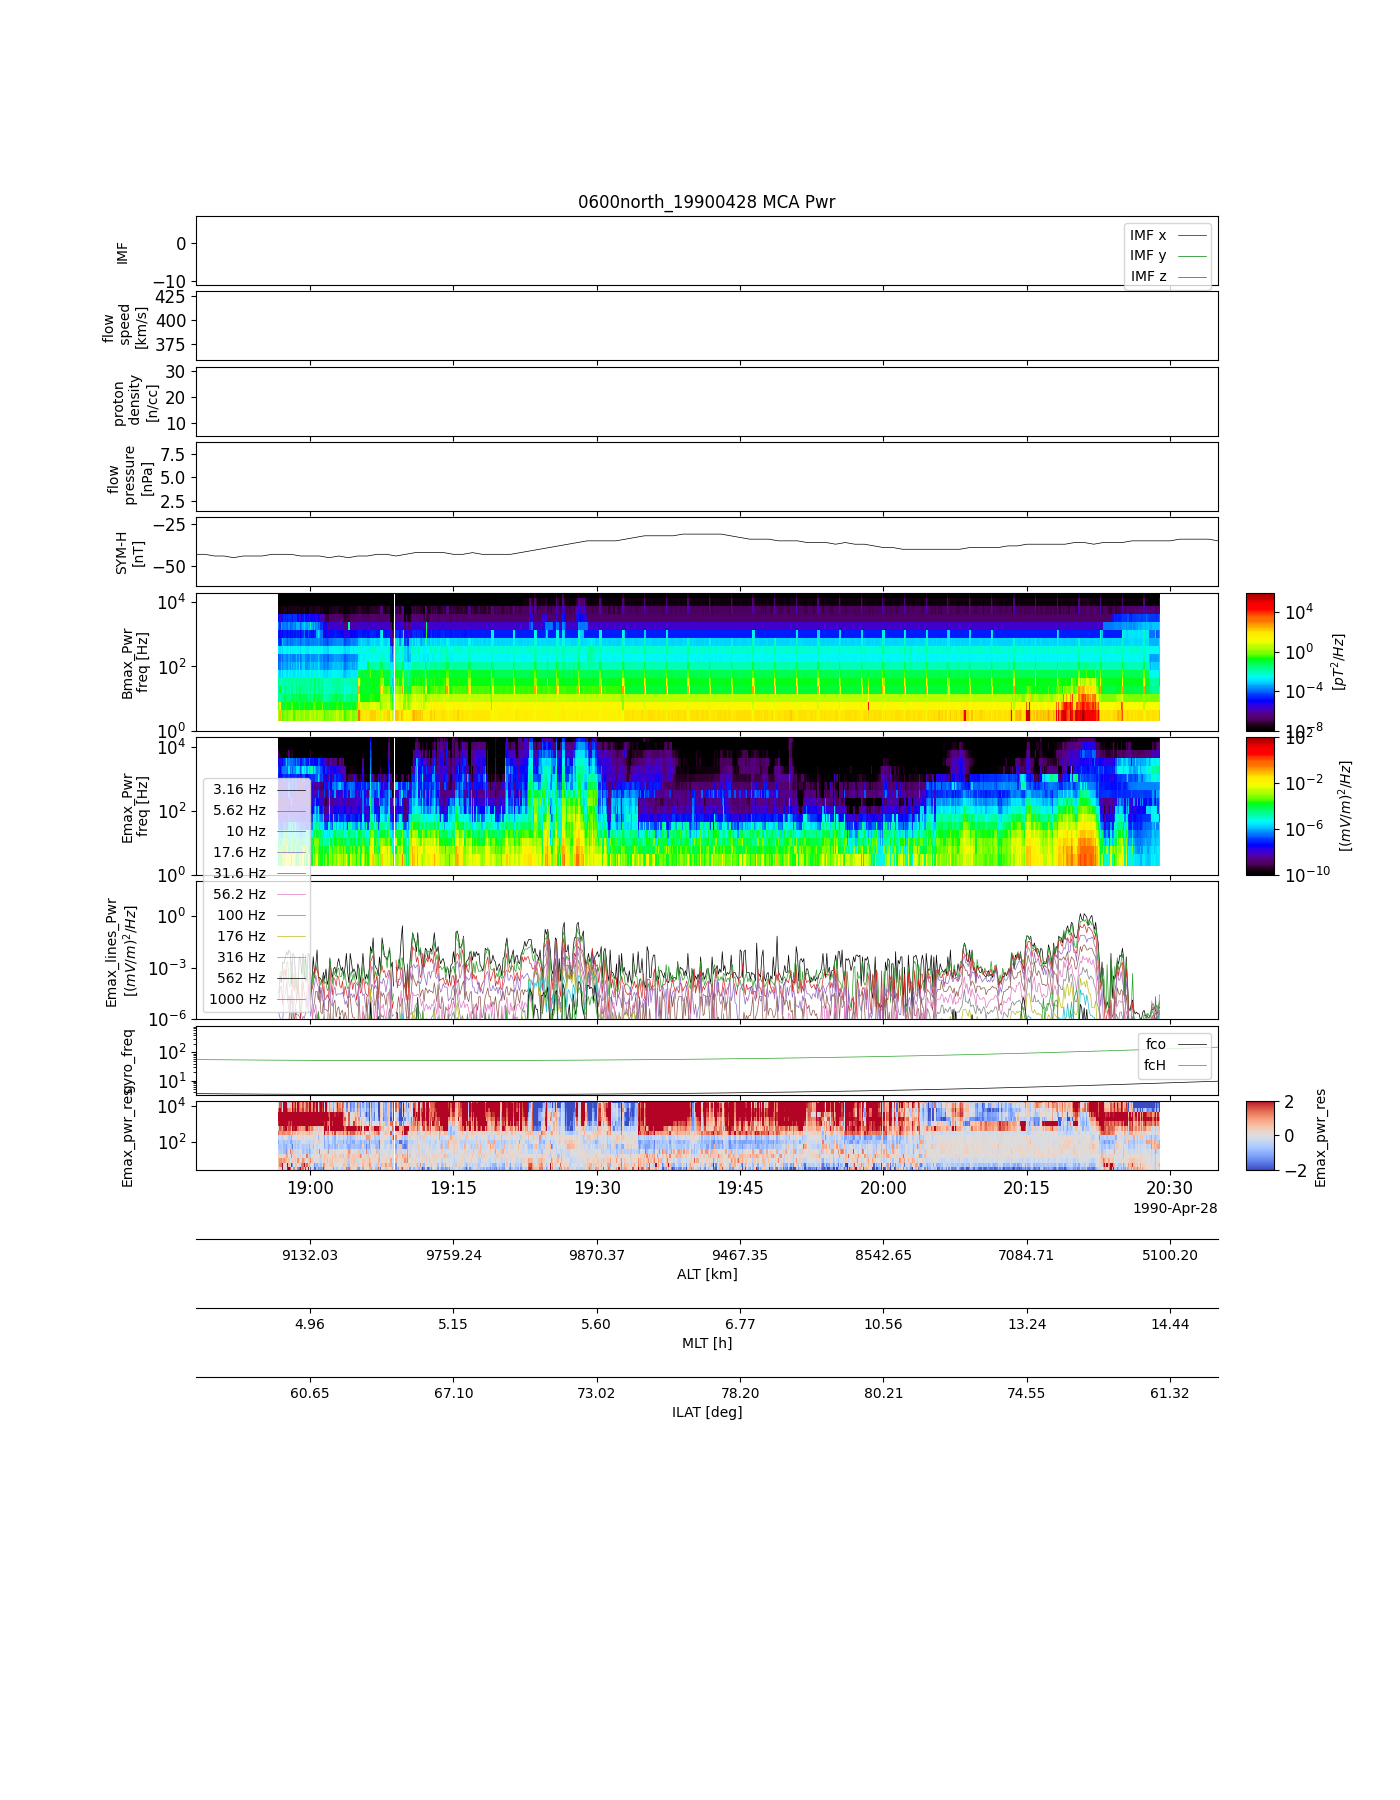 0600north_19900428 MCA Pwr
IMF
0
−10
IMF x
IMF y
IMF z
flow
speed
[km/s]
425
400
375
proton
density
[n/cc]
30
20
10
flow
pressure
[nPa]
7.5
5.0
2.5
SYM-H
[nT]
−25
−50
Bmax_Pwr
freq [Hz]
10^4
10^2
10^0
10^4
10^0
10^−4
10^−8
[pT^2/Hz]
Emax_Pwr
freq [Hz]
10^4
10^2
10^0
10^2
10^−2
10^−6
10^−10
[(mV/m)^2/Hz]
3.16 Hz
5.62 Hz
10 Hz
17.6 Hz
31.6 Hz
56.2 Hz
100 Hz
176 Hz
316 Hz
562 Hz
1000 Hz
Emax_lines_Pwr
[(mV/m)^2/Hz]
10^0
10^−3
10^−6
gyro_freq
10^2
10^1
fco
fcH
Emax_pwr_res
10^4
10^2
2
0
−2
Emax_pwr_res
19:00 19:15 19:30 19:45 20:00 20:15 20:30
1990-Apr-28
9132.03 9759.24 9870.37 9467.35 8542.65 7084.71 5100.20
ALT [km]
4.96 5.15 5.60 6.77 10.56 13.24 14.44
MLT [h]
60.65 67.10 73.02 78.20 80.21 74.55 61.32
ILAT [deg]